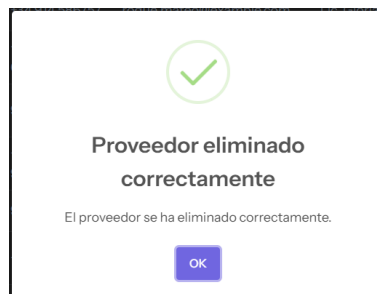 Proveedor eliminado
correctamente
El proveedor se ha eliminado correctamente.
OK